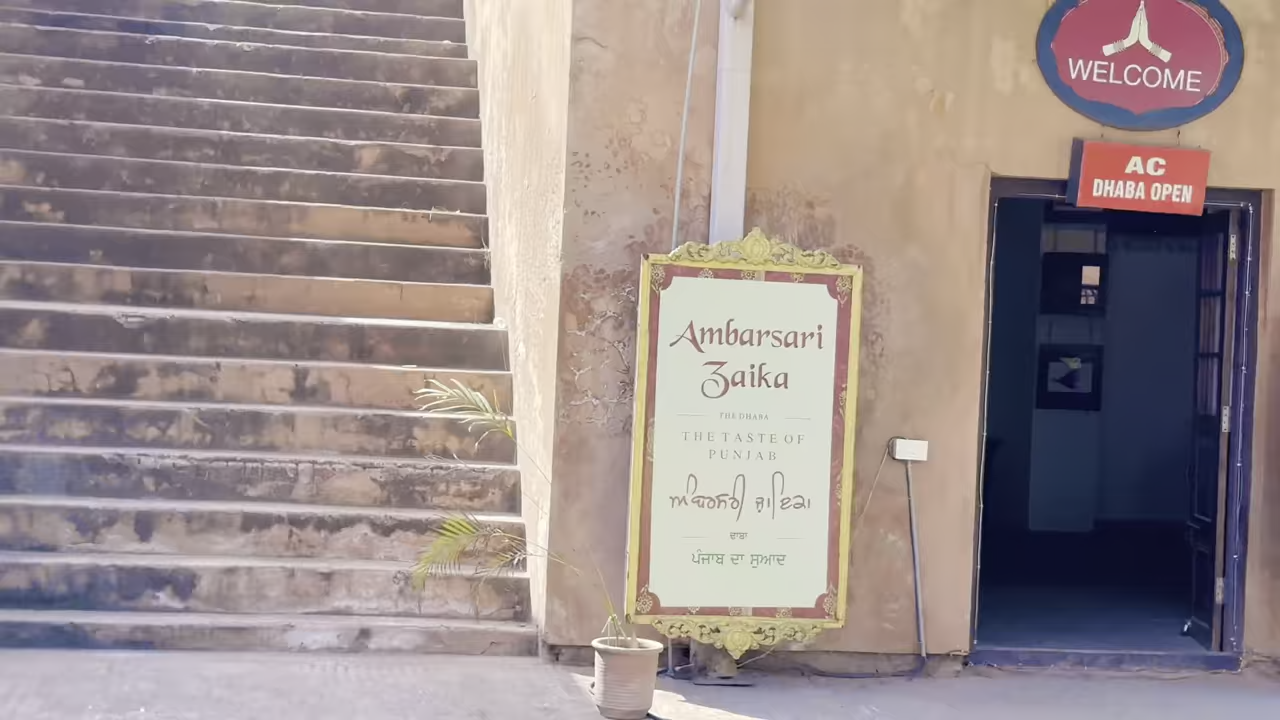 WELCOME
AC
DHABA OPEN
Ambarsari
Zaika
THE DHABA
THE TASTE OF
PUNJAB
ਅੰਬਰਸਰੀ ਜ਼ਾਇਕਾ
ਢਾਬਾ
ਪੰਜਾਬ ਦਾ ਸੁਆਦ